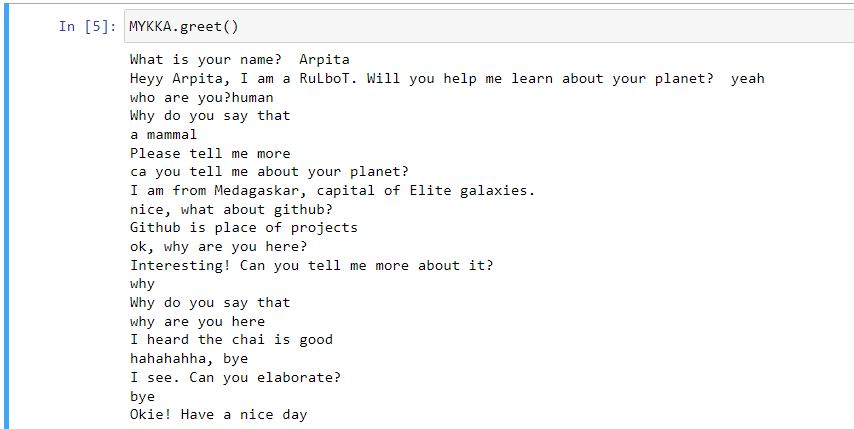 In [5]: MYKKA.greet()
What is your name?  Arpita
Heyy Arpita, I am a RuLboT. Will you help me learn about your planet?  yeah
who are you?human
Why do you say that
a mammal
Please tell me more
ca you tell me about your planet?
I am from Medagaskar, capital of Elite galaxies.
nice, what about github?
Github is place of projects
ok, why are you here?
Interesting! Can you tell me more about it?
why
Why do you say that
why are you here
I heard the chai is good
hahahahha, bye
I see. Can you elaborate?
bye
Okie! Have a nice day